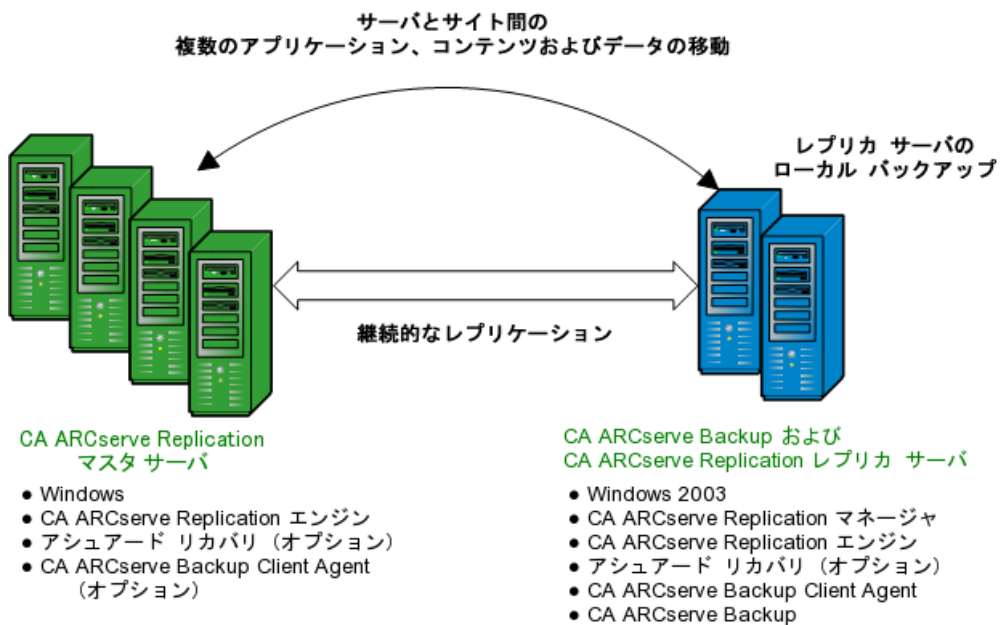 サーバとサイト間の
複数のアプリケーション、コンテンツおよびデータの移動
レプリカ サーバの
ローカル バックアップ
継続的なレプリケーション
CA ARCserve Replication
マスタ サーバ
● Windows
● CA ARCserve Replication エンジン
● アシュアード リカバリ（オプション）
● CA ARCserve Backup Client Agent
（オプション）
CA ARCserve Backup および
CA ARCserve Replication レプリカ サーバ
● Windows 2003
● CA ARCserve Replication マネージャ
● CA ARCserve Replication エンジン
● アシュアード リカバリ（オプション）
● CA ARCserve Backup Client Agent
● CA ARCserve Backup